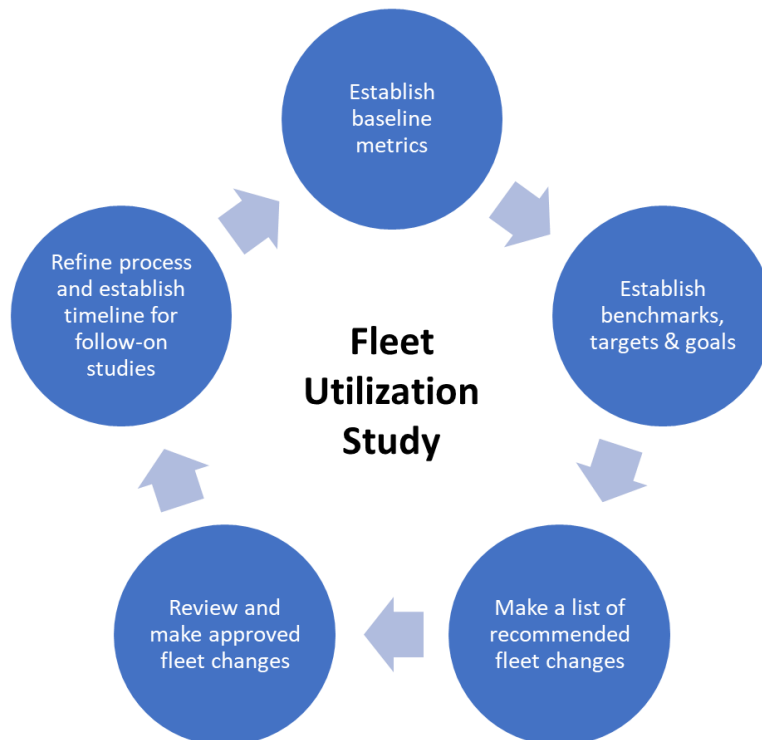 Establish
baseline
metrics
Establish
benchmarks,
targets & goals
Make a list of
recommended
fleet changes
Review and
make approved
fleet changes
Refine process
and establish
timeline for
follow-on
studies
Fleet
Utilization
Study